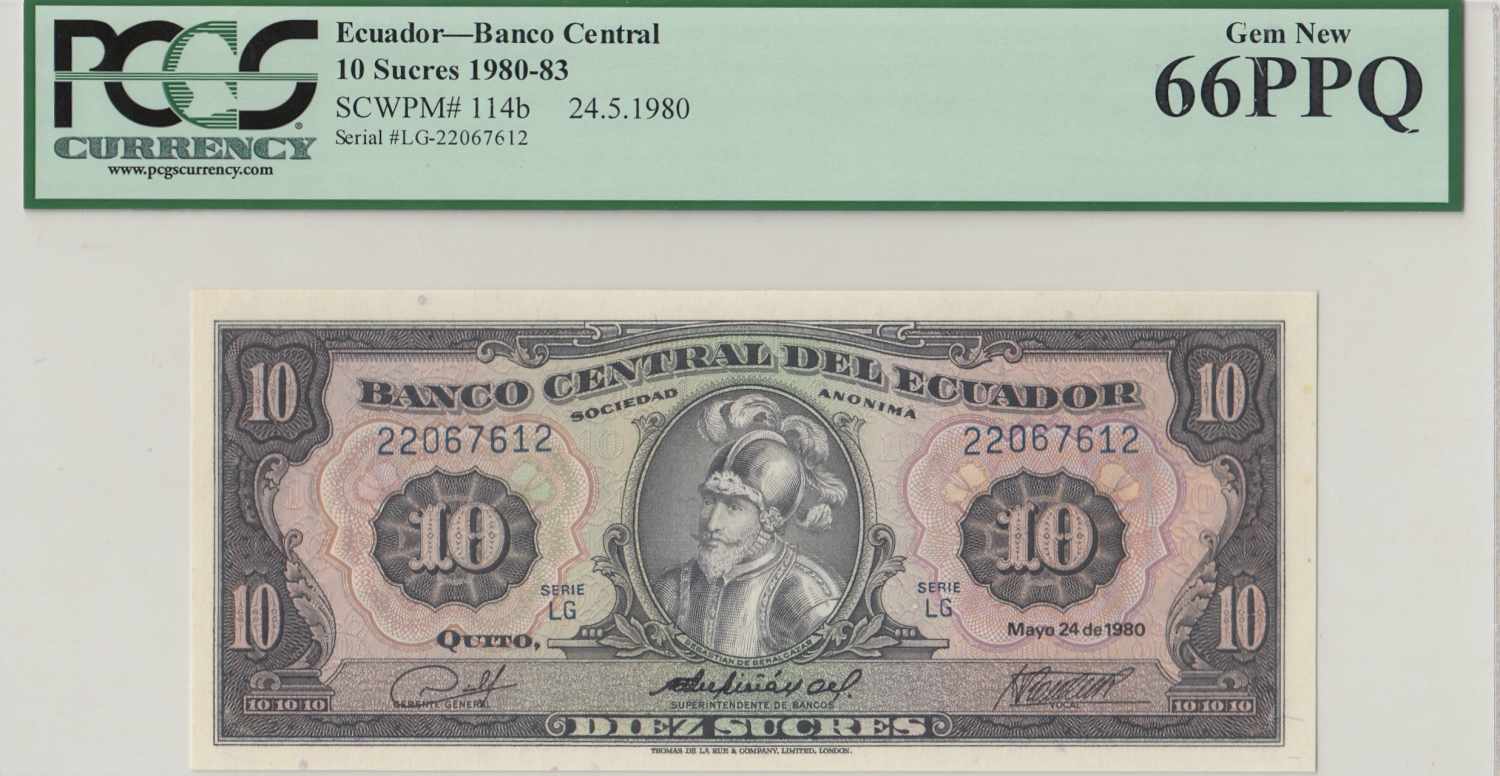 PCGS
CURRENCY
www.pcgscurrency.com
Ecuador—Banco Central
10 Sucres 1980-83
SCWPM# 114b 24.5.1980
Serial #LG-22067612
Gem New
66PPQ
10 10
BANCO CENTRAL DEL ECUADOR
SOCIEDAD ANONIMA
22067612 22067612
10 10
SERIE SERIE
LG LG
10 10
QUITO, Mayo 24 de 1980
SEBASTIAN DE BENALCAZAR
GERENTE GENERAL SUPERINTENDENTE DE BANCOS VOCAL
10 10 10 10 10 10
DIEZ SUCRES
THOMAS DE LA RUE & COMPANY, LIMITED, LONDON.